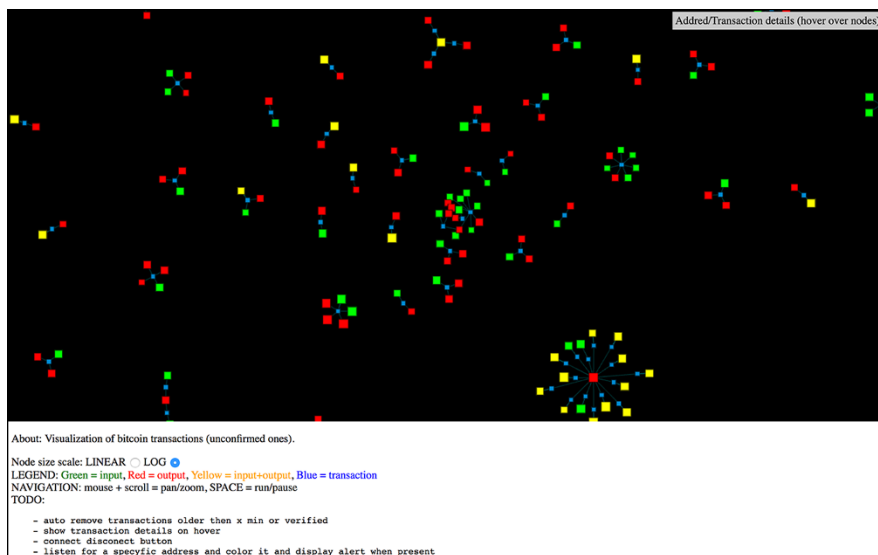 Addred/Transaction details (hover over nodes)
About: Visualization of bitcoin transactions (unconfirmed ones).
Node size scale: LINEAR LOG
LEGEND: Green = input, Red = output, Yellow = input+output, Blue = transaction
NAVIGATION: mouse + scroll = pan/zoom, SPACE = run/pause
TODO:
- auto remove transactions older then x min or verified
- show transaction details on hover
- connect disconect button
- listen for a specyfic address and color it and display alert when present